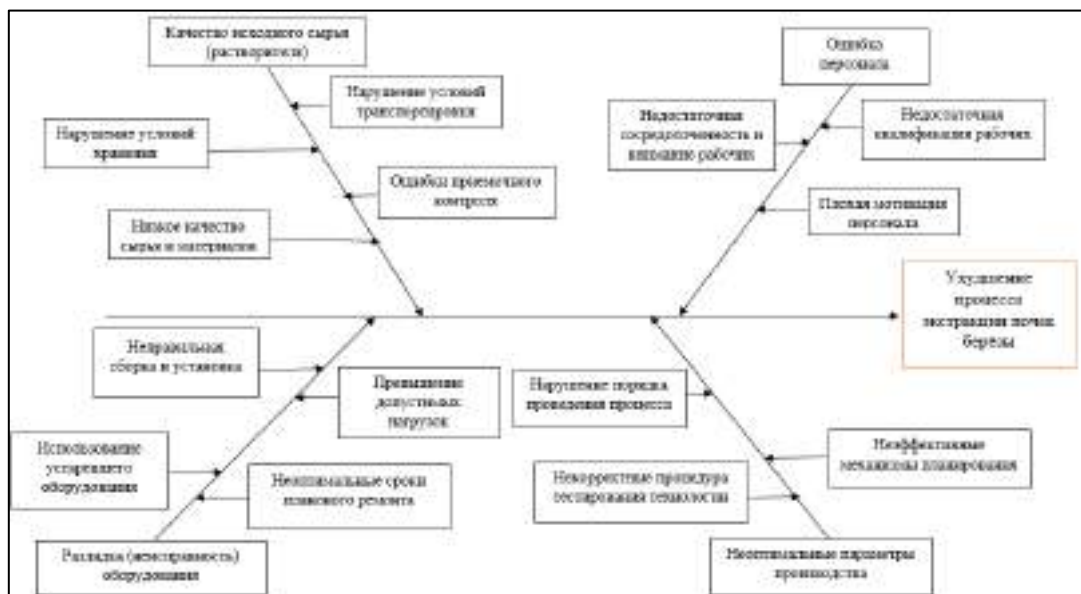 Качество исходного сырья
(растворителя)
Нарушение условий
транспортировки
Нарушение условий
хранения
Ошибка приемочного
контроля
Низкое качество
сырья и материалов
Ошибка
персонала
Недостаточная
сосредоточенность и
внимание рабочих
Недостаточная
квалификация рабочих
Плохая мотивация
персонала
Ухудшение
процесса
экстракции почек
березы
Неправильная
сборка и установка
Превышение
допустимых
нагрузок
Использование
устаревшего
оборудования
Неоптимальные сроки
планового ремонта
Разладка (неисправность)
оборудования
Нарушение порядка
проведения процесса
Неэффективные
механизмы планирования
Некорректные процедура
тестирования технологии
Неоптимальные параметры
производства